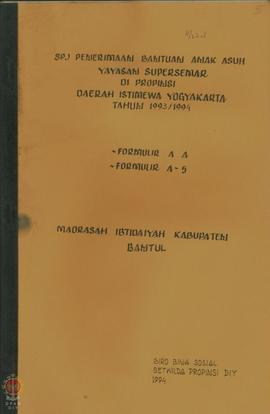 SPJ PENERIMAAN BANTUAN ANAK ASUH
YAYASAN SUPERSEMAR
DI PROPINSI
DAERAH ISTIMEWA YOGYAKARTA
TAHUN 1993/1994
-FORMULIR A A
-FORMULIR A-5
MADRASAH IBTIDAIYAH KABUPATEN
BANTUL
BIRO BINA SOSIAL
SETWILDA PROPINSI DIY
1994